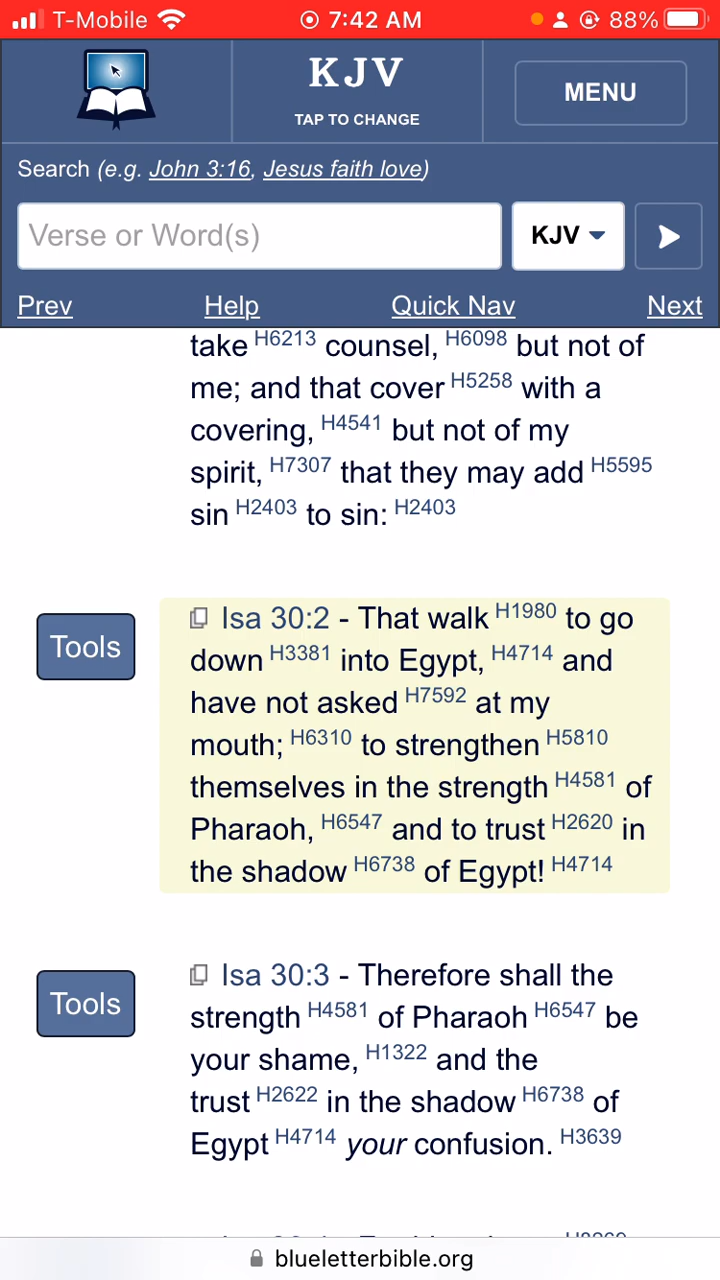 T-Mobile 7:42 AM 88%
KJV
TAP TO CHANGE
MENU
Search (e.g. John 3:16, Jesus faith love)
Verse or Word(s) KJV
Prev Help Quick Nav Next
take H6213 counsel, H6098 but not of
me; and that cover H5258 with a
covering, H4541 but not of my
spirit, H7307 that they may add H5595
sin H2403 to sin: H2403
Tools
Isa 30:2 - That walk H1980 to go
down H3381 into Egypt, H4714 and
have not asked H7592 at my
mouth; H6310 to strengthen H5810
themselves in the strength H4581 of
Pharaoh, H6547 and to trust H2620 in
the shadow H6738 of Egypt! H4714
Tools
Isa 30:3 - Therefore shall the
strength H4581 of Pharaoh H6547 be
your shame, H1322 and the
trust H2622 in the shadow H6738 of
Egypt H4714 your confusion. H3639
blueletterbible.org